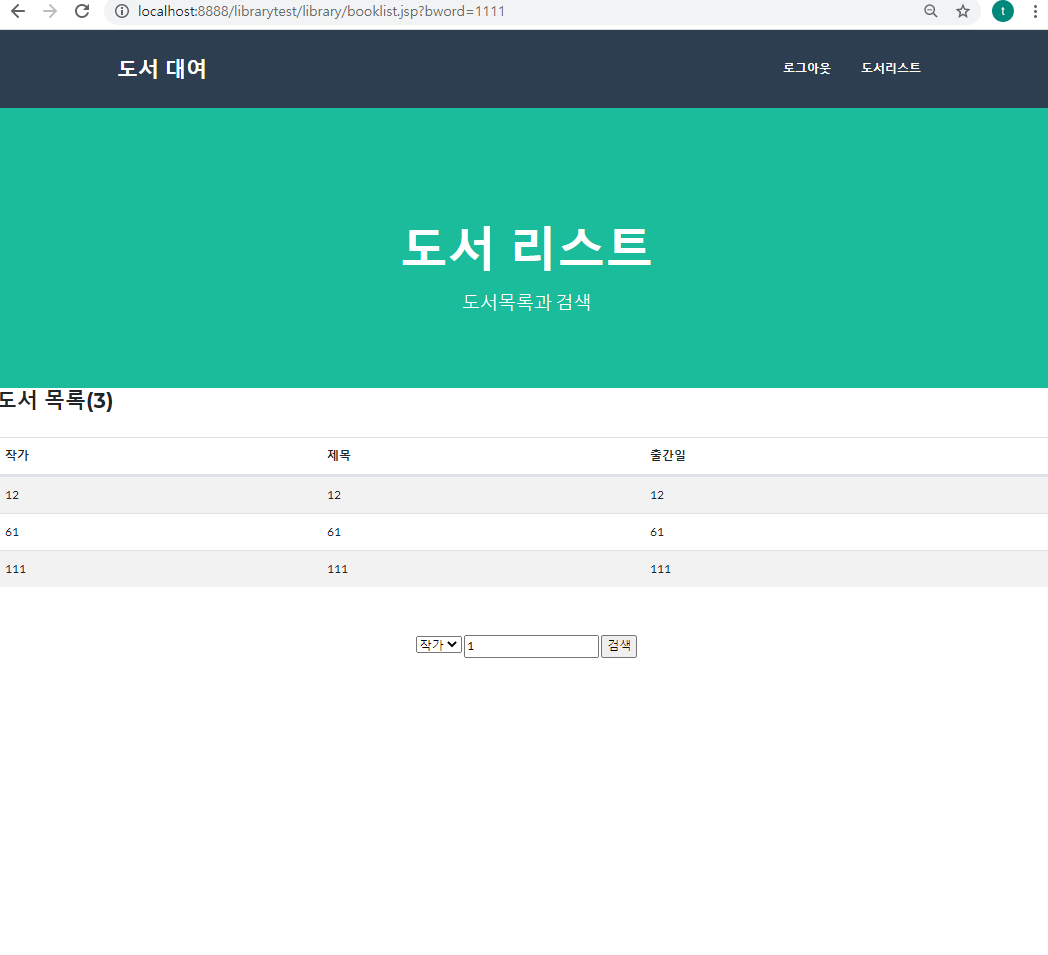 localhost:8888/librarytest/library/booklist.jsp?bword=1111
t
도서 대여 로그아웃 도서리스트
도서 리스트
도서목록과 검색
도서 목록(3)
작가 제목 출간일
12 12 12
61 61 61
111 111 111
작가 1 검색